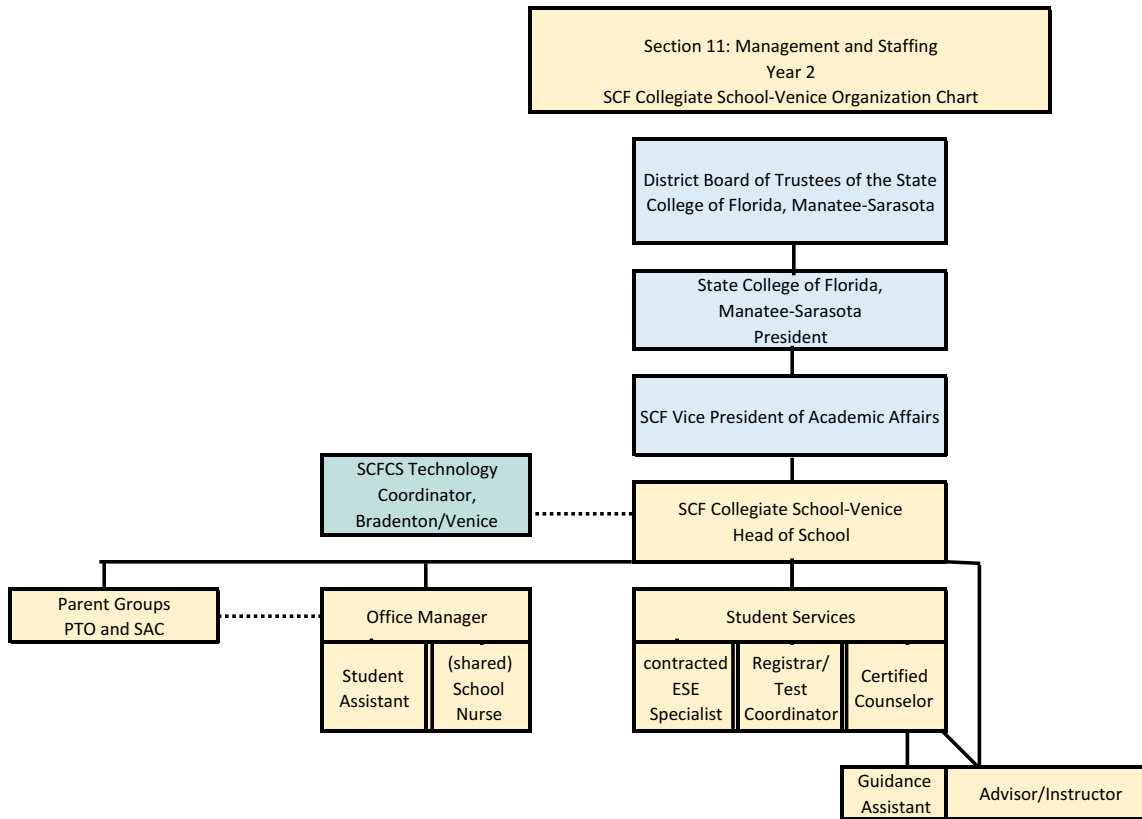 Section 11: Management and Staffing
Year 2
SCF Collegiate School-Venice Organization Chart
District Board of Trustees of the State
College of Florida, Manatee-Sarasota
State College of Florida,
Manatee-Sarasota
President
SCF Vice President of Academic Affairs
SCFCS Technology
Coordinator,
Bradenton/Venice
SCF Collegiate School-Venice
Head of School
Parent Groups
PTO and SAC
Office Manager
Student Services
Student
Assistant
(shared)
School
Nurse
contracted
ESE
Specialist
Registrar/
Test
Coordinator
Certified
Counselor
Guidance
Assistant
Advisor/Instructor